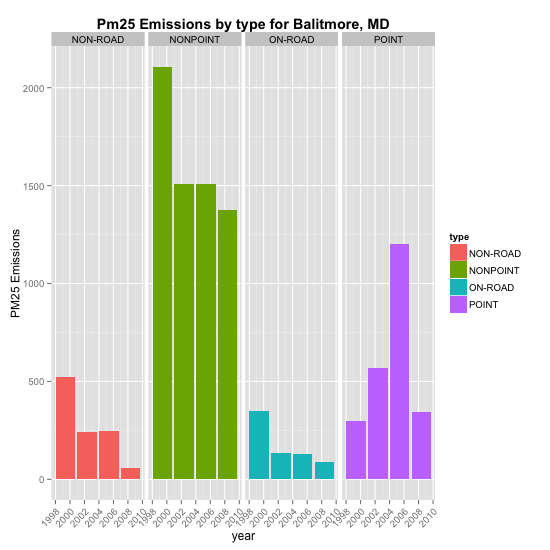 Pm25 Emissions by type for Balitmore, MD
NON-ROAD
NONPOINT
ON-ROAD
POINT
PM25 Emissions
2000
1500
1000
500
0
1998
2000
2002
2004
2006
2008
2010
1998
2000
2002
2004
2006
2008
2010
1998
2000
2002
2004
2006
2008
2010
1998
2000
2002
2004
2006
2008
2010
year
type
NON-ROAD
NONPOINT
ON-ROAD
POINT